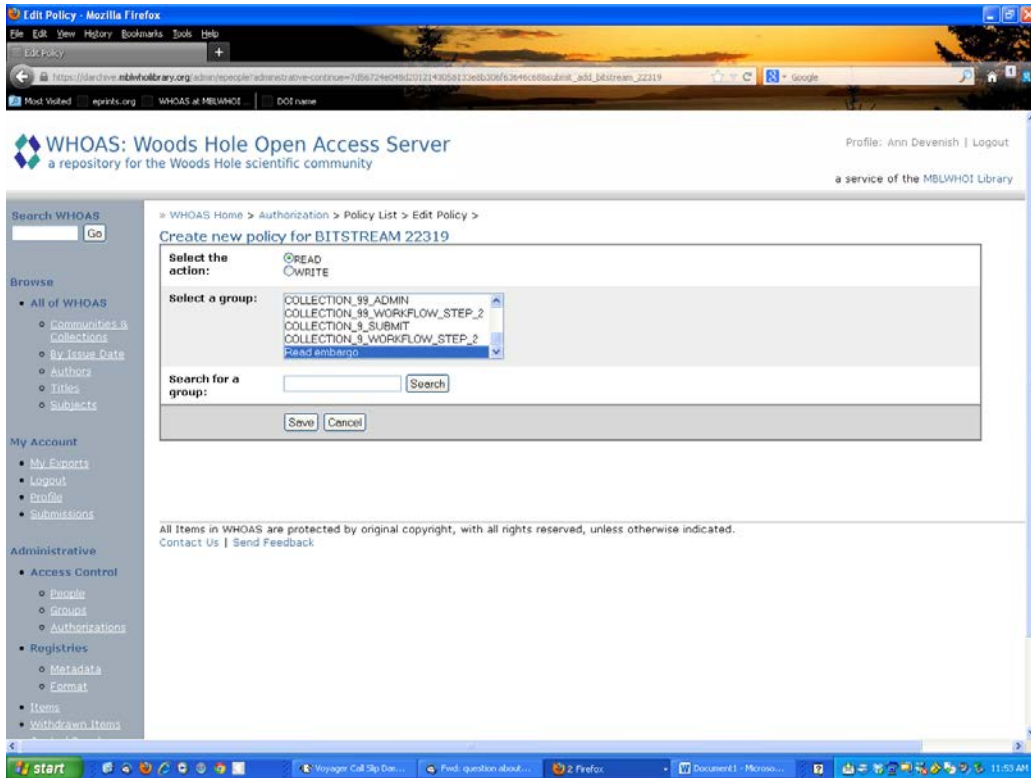 Edit Policy - Mozilla Firefox
File Edit View History Bookmarks Tools Help
Edit Policy
+
Google
Most Visited eprints.org WHOAS at MBLWHOI ... DOI name
WHOAS: Woods Hole Open Access Server
a repository for the Woods Hole scientific community
Profile: Ann Devenish | Logout
a service of the MBLWHOI Library
Search WHOAS
Go
Browse
All of WHOAS
Communities & Collections
By Issue Date
Authors
Titles
Subjects
My Account
My Exports
Logout
Profile
Submissions
Administrative
Access Control
People
Groups
Authorizations
Registries
Metadata
Format
Items
Withdrawn Items
» WHOAS Home > Authorization > Policy List > Edit Policy >
Create new policy for BITSTREAM 22319
Select the action:
READ
WRITE
Select a group:
COLLECTION_99_ADMIN
COLLECTION_99_WORKFLOW_STEP_2
COLLECTION_9_SUBMIT
COLLECTION_9_WORKFLOW_STEP_2
Read embargo
Search for a group:
Search
Save Cancel
All Items in WHOAS are protected by original copyright, with all rights reserved, unless otherwise indicated.
Contact Us | Send Feedback
start
Voyager Call Slip Dae...
Fwd: question about...
2 Firefox
Document1 - Microso...
11:53 AM